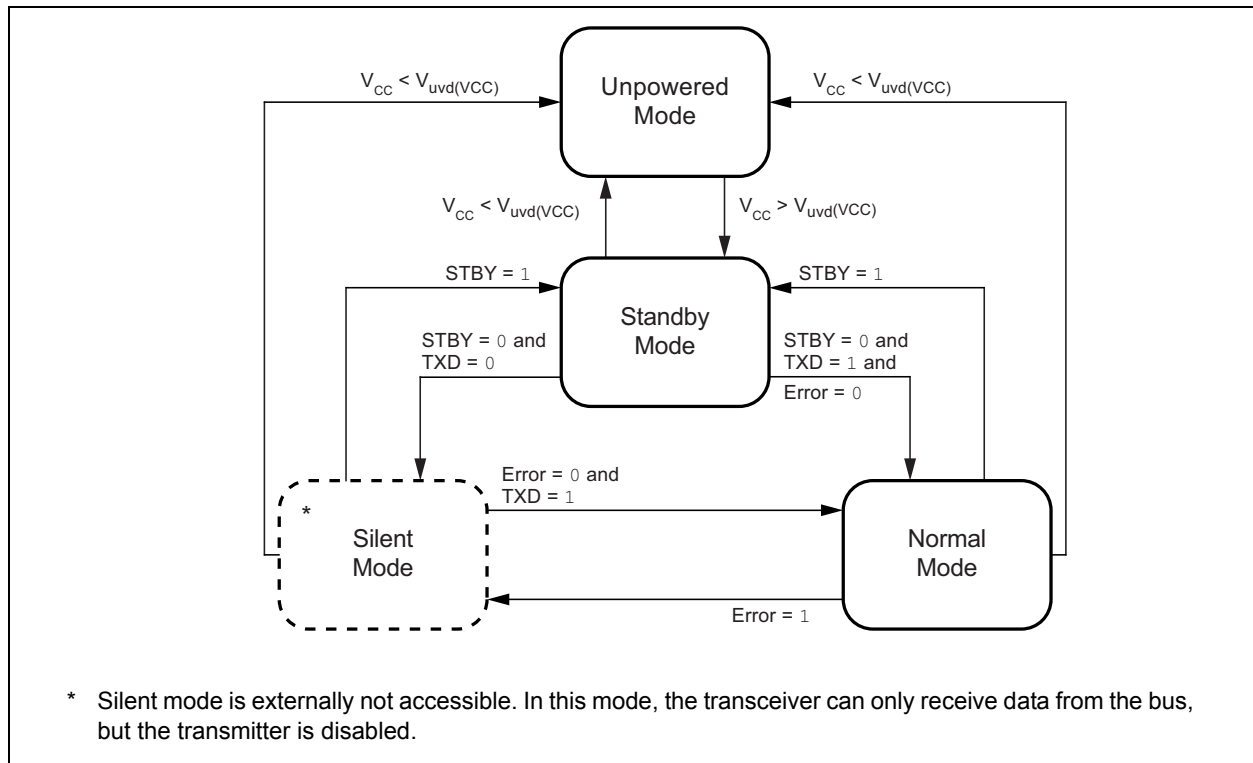 V_CC < V_uvd(VCC)
Unpowered
Mode
V_CC < V_uvd(VCC)
V_CC < V_uvd(VCC)
V_CC > V_uvd(VCC)
STBY = 1
STBY = 1
Standby
Mode
STBY = 0 and
TXD = 0
STBY = 0 and
TXD = 1 and
Error = 0
Error = 0 and
TXD = 1
*
Silent
Mode
Normal
Mode
Error = 1
* Silent mode is externally not accessible. In this mode, the transceiver can only receive data from the bus,
but the transmitter is disabled.